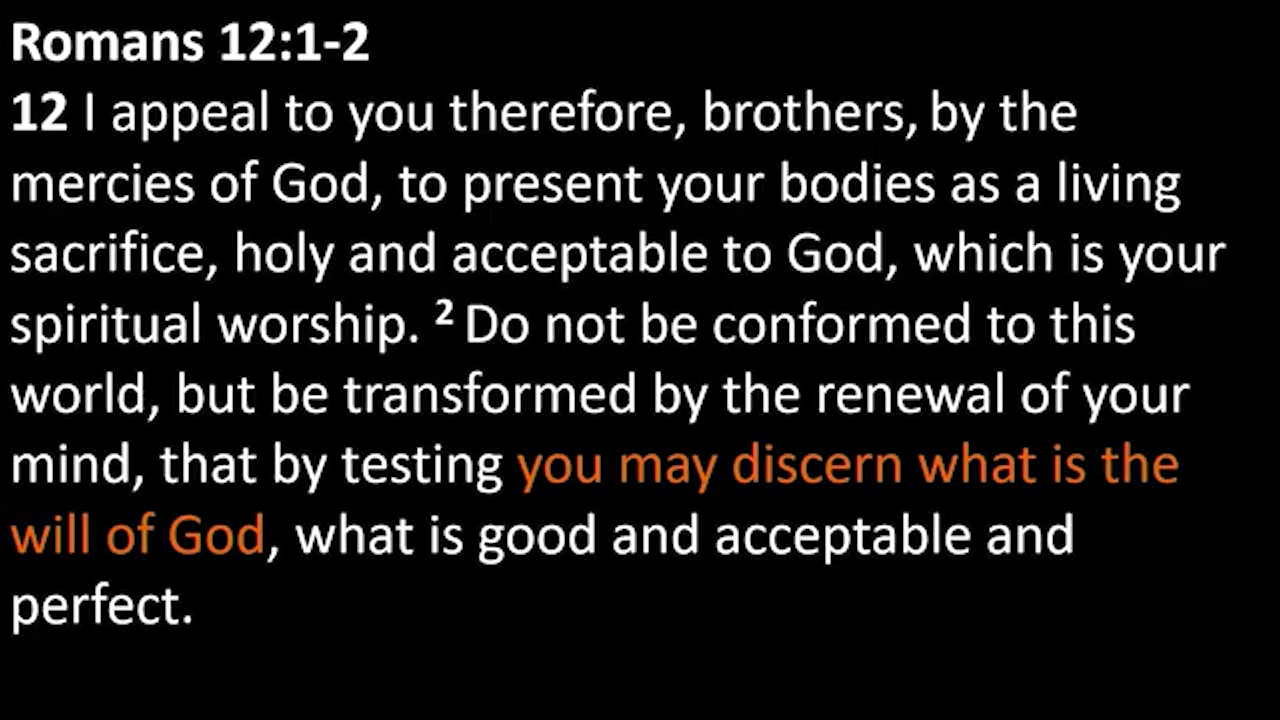 Romans 12:1-2
12 I appeal to you therefore, brothers, by the
mercies of God, to present your bodies as a living
sacrifice, holy and acceptable to God, which is your
spiritual worship. ² Do not be conformed to this
world, but be transformed by the renewal of your
mind, that by testing you may discern what is the
will of God, what is good and acceptable and
perfect.